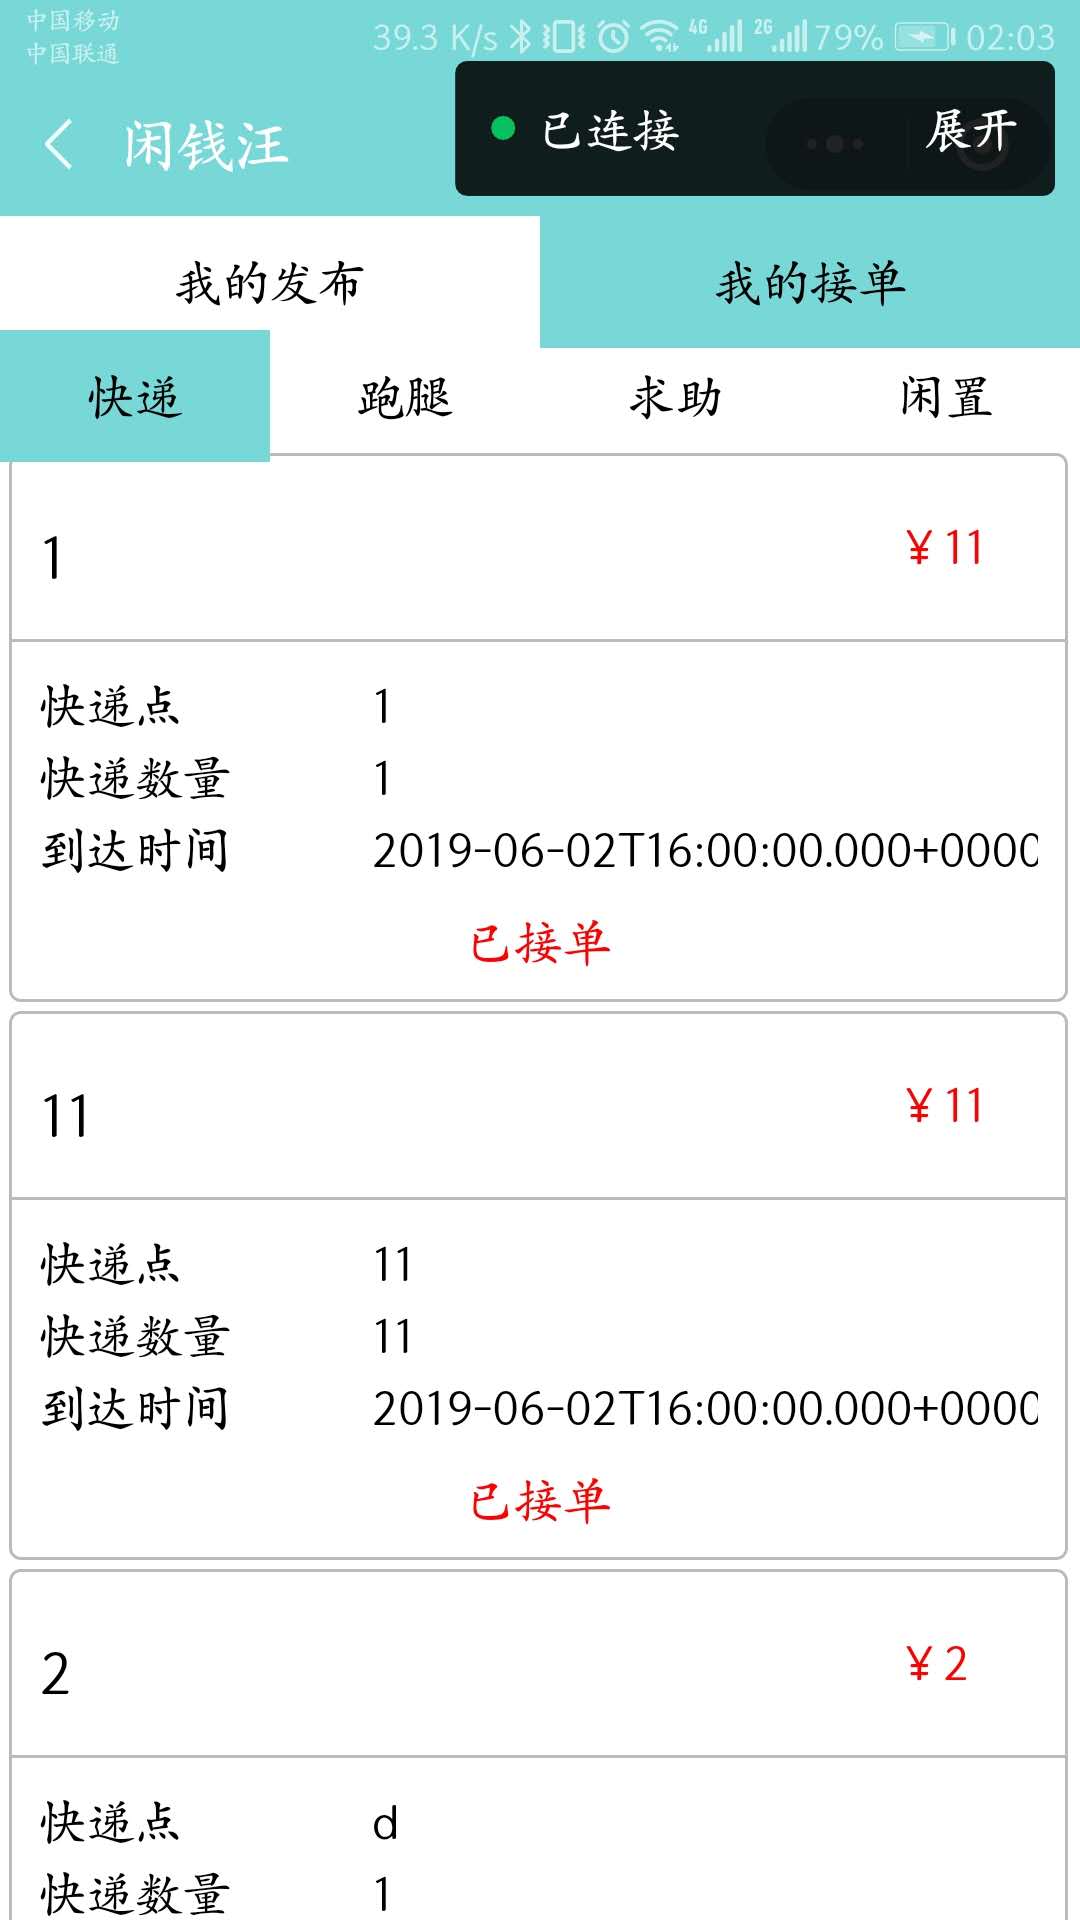 中国移动
中国联通
39.3 K/s 4G 2G 79% 02:03
闲钱汪
已连接 展开
我的发布 我的接单
快递 跑腿 求助 闲置
1 ¥ 11
快递点 1
快递数量 1
到达时间 2019-06-02T16:00:00.000+0000
已接单
11 ¥ 11
快递点 11
快递数量 11
到达时间 2019-06-02T16:00:00.000+0000
已接单
2 ¥ 2
快递点 d
快递数量 1